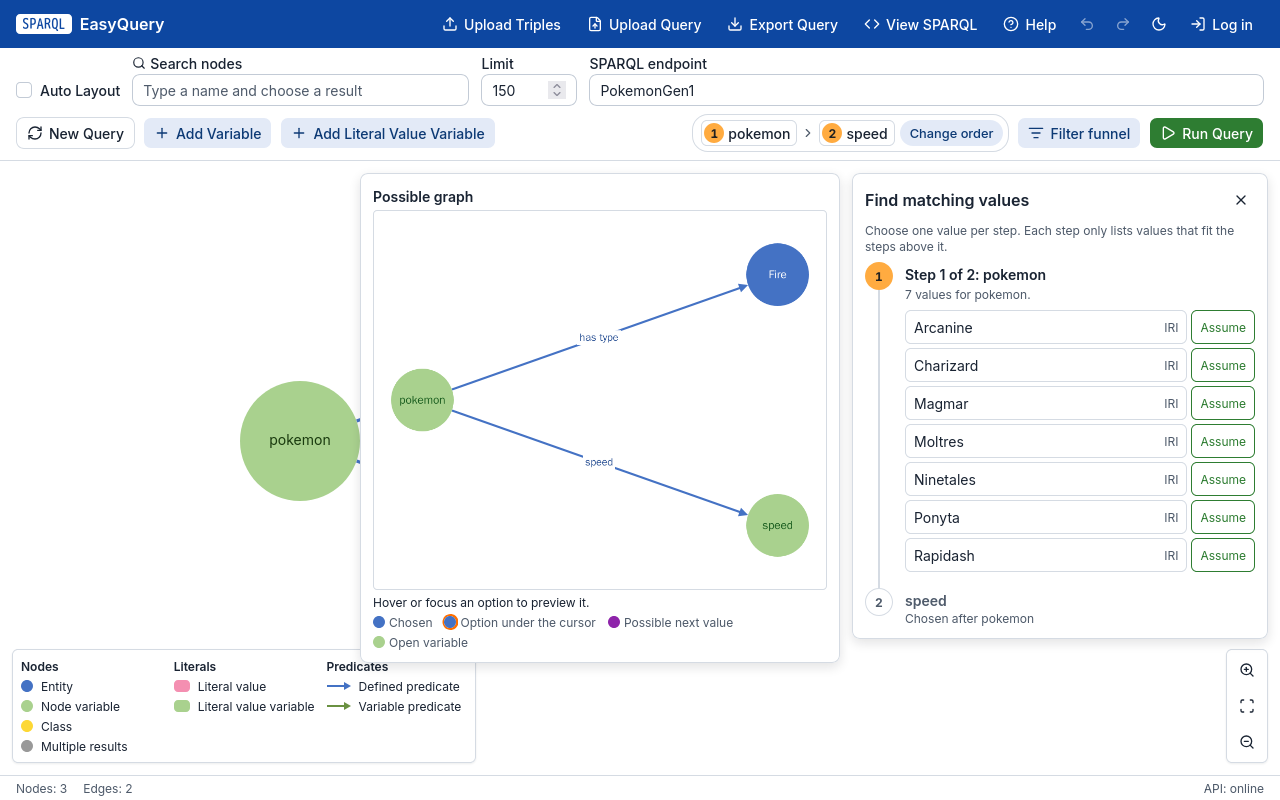 SPARQL EasyQuery
Upload Triples
Upload Query
Export Query
View SPARQL
Help
Log in
Auto Layout
Search nodes
Type a name and choose a result
Limit
150
SPARQL endpoint
PokemonGen1
New Query
Add Variable
Add Literal Value Variable
1 pokemon
2 speed
Change order
Filter funnel
Run Query
pokemon
Possible graph
Fire
has type
pokemon
speed
speed
Hover or focus an option to preview it.
Chosen
Option under the cursor
Possible next value
Open variable
Find matching values
Choose one value per step. Each step only lists values that fit the
steps above it.
1
Step 1 of 2: pokemon
7 values for pokemon.
Arcanine IRI Assume
Charizard IRI Assume
Magmar IRI Assume
Moltres IRI Assume
Ninetales IRI Assume
Ponyta IRI Assume
Rapidash IRI Assume
2
speed
Chosen after pokemon
Nodes
Entity
Node variable
Class
Multiple results
Literals
Literal value
Literal value variable
Predicates
Defined predicate
Variable predicate
Nodes: 3
Edges: 2
API: online